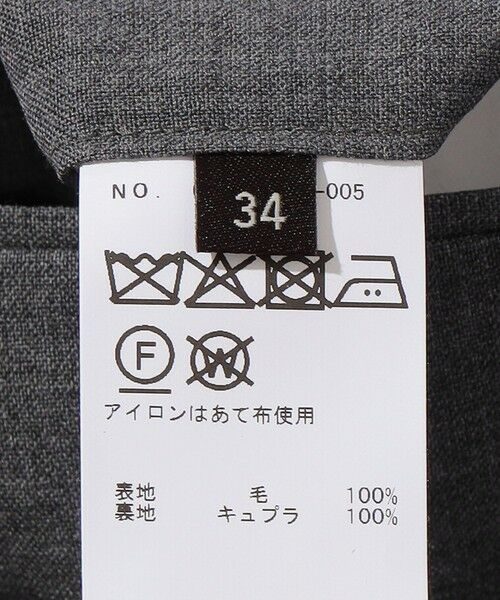 34
NO. -005
F
W
アイロンはあて布使用
表地 毛 100%
裏地 キュプラ 100%